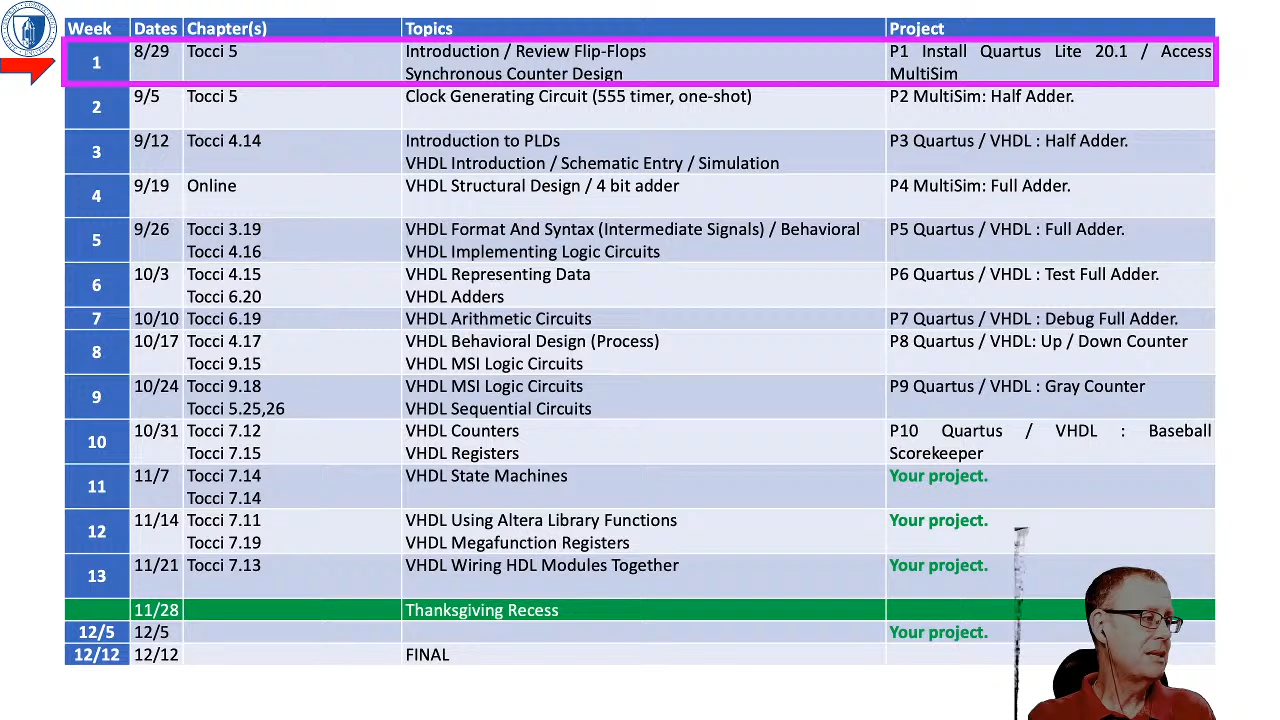 Week Dates Chapter(s) Topics Project
1 8/29 Tocci 5 Introduction / Review Flip-Flops P1 Install Quartus Lite 20.1 / Access
Synchronous Counter Design MultiSim
2 9/5 Tocci 5 Clock Generating Circuit (555 timer, one-shot) P2 MultiSim: Half Adder.
3 9/12 Tocci 4.14 Introduction to PLDs P3 Quartus / VHDL : Half Adder.
VHDL Introduction / Schematic Entry / Simulation
4 9/19 Online VHDL Structural Design / 4 bit adder P4 MultiSim: Full Adder.
5 9/26 Tocci 3.19 VHDL Format And Syntax (Intermediate Signals) / Behavioral P5 Quartus / VHDL : Full Adder.
Tocci 4.16 VHDL Implementing Logic Circuits
6 10/3 Tocci 4.15 VHDL Representing Data P6 Quartus / VHDL : Test Full Adder.
Tocci 6.20 VHDL Adders
7 10/10 Tocci 6.19 VHDL Arithmetic Circuits P7 Quartus / VHDL : Debug Full Adder.
8 10/17 Tocci 4.17 VHDL Behavioral Design (Process) P8 Quartus / VHDL: Up / Down Counter
Tocci 9.15 VHDL MSI Logic Circuits
9 10/24 Tocci 9.18 VHDL MSI Logic Circuits P9 Quartus / VHDL : Gray Counter
Tocci 5.25,26 VHDL Sequential Circuits
10 10/31 Tocci 7.12 VHDL Counters P10 Quartus / VHDL : Baseball
Tocci 7.15 VHDL Registers Scorekeeper
11 11/7 Tocci 7.14 VHDL State Machines Your project.
Tocci 7.14
12 11/14 Tocci 7.11 VHDL Using Altera Library Functions Your project.
Tocci 7.19 VHDL Megafunction Registers
13 11/21 Tocci 7.13 VHDL Wiring HDL Modules Together Your project.
11/28 Thanksgiving Recess
12/5 12/5 Your project.
12/12 12/12 FINAL